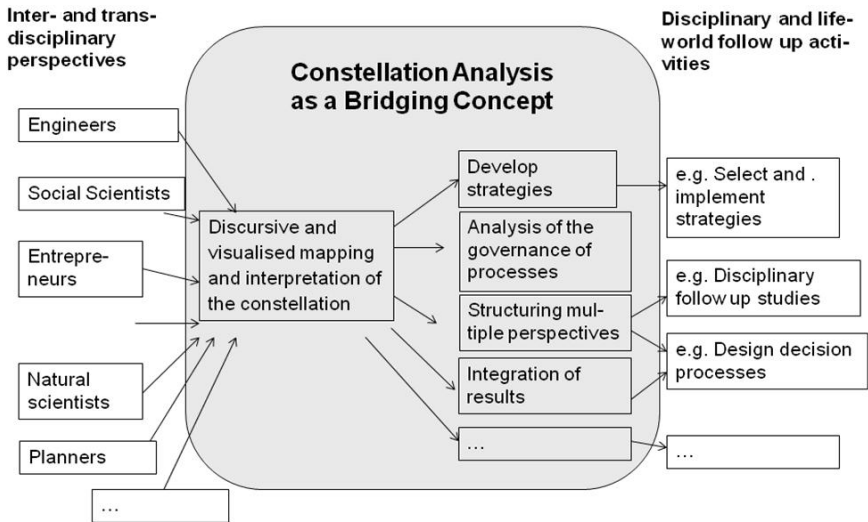 Inter- and trans-
disciplinary
perspectives
Constellation Analysis
as a Bridging Concept
Disciplinary and life-
world follow up acti-
vities
Engineers
Social Scientists
Entrepre-
neurs
Natural
scientists
Planners
...
Discursive and
visualised mapping
and interpretation of
the constellation
Develop
strategies
Analysis of the
governance of
processes
Structuring mul-
tiple perspectives
Integration of
results
...
e.g. Select and .
implement
strategies
e.g. Disciplinary
follow up studies
e.g. Design decision
processes
...